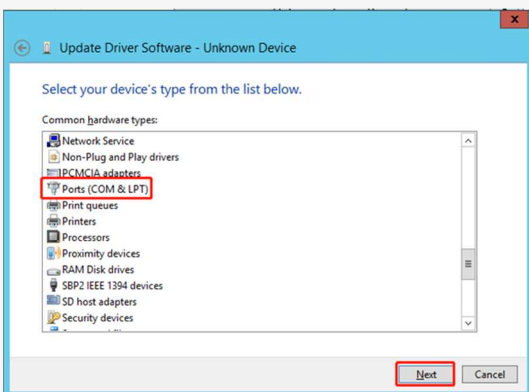 x
Update Driver Software - Unknown Device
Select your device's type from the list below.
Common hardware types:
Network Service
Non-Plug and Play drivers
PCMCIA adapters
Ports (COM & LPT)
Print queues
Printers
Processors
Proximity devices
RAM Disk drives
SBP2 IEEE 1394 devices
SD host adapters
Security devices
Next
Cancel